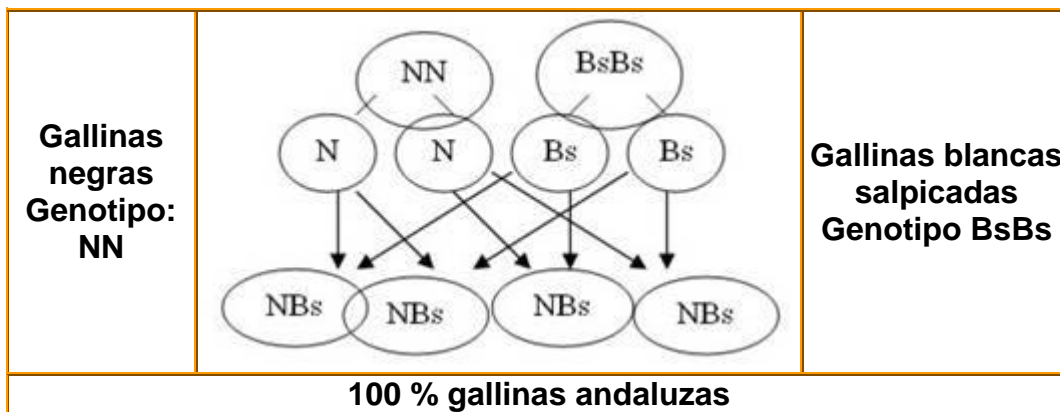 NN BsBs
N N Bs Bs
NBs NBs NBs NBs
Gallinas
negras
Genotipo:
NN
Gallinas blancas
salpicadas
Genotipo BsBs
100 % gallinas andaluzas